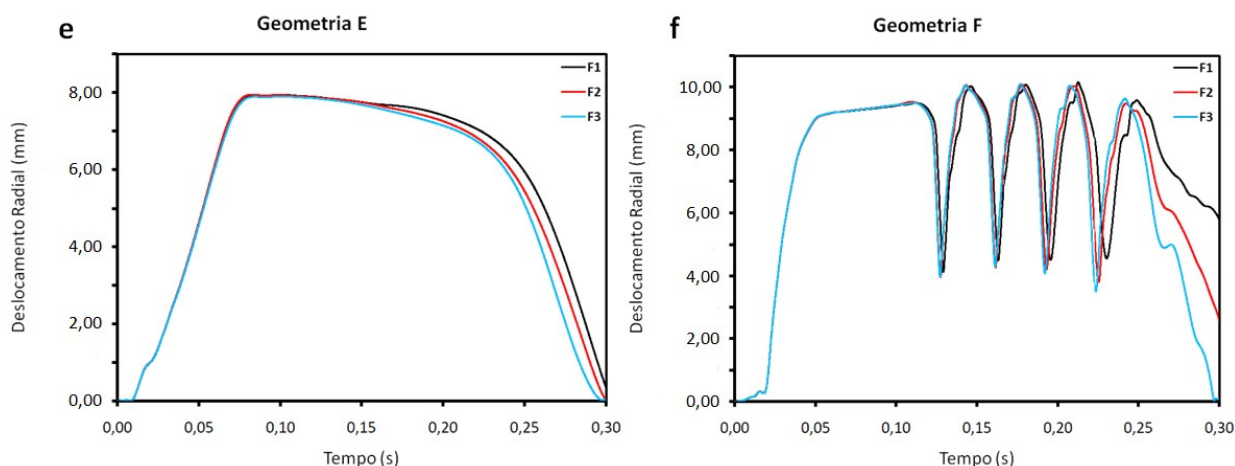 e
Geometria E
Deslocamento Radial (mm)
8,00
6,00
4,00
2,00
0,00
0,00 0,05 0,10 0,15 0,20 0,25 0,30
Tempo (s)
F1
F2
F3
f
Geometria F
Deslocamento Radial (mm)
10,00
8,00
6,00
4,00
2,00
0,00
0,00 0,05 0,10 0,15 0,20 0,25 0,30
Tempo (s)
F1
F2
F3